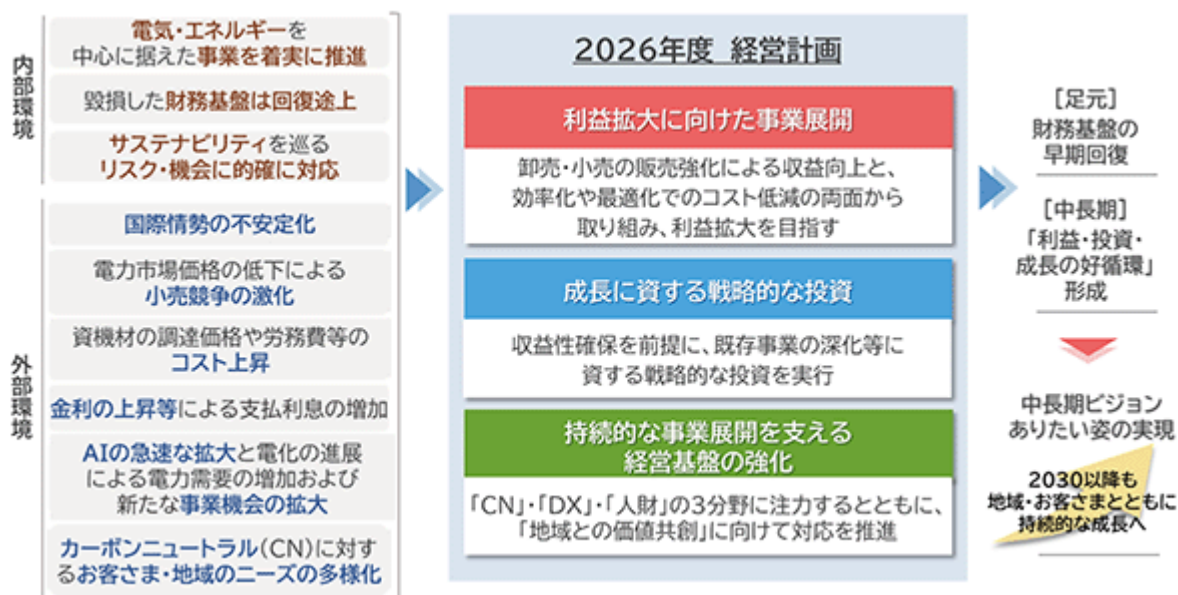 内部環境
電気・エネルギーを
中心に据えた事業を着実に推進
毀損した財務基盤は回復途上
サステナビリティを巡る
リスク・機会に的確に対応
外部環境
国際情勢の不安定化
電力市場価格の低下による
小売競争の激化
資機材の調達価格や労務費等の
コスト上昇
金利の上昇等による支払利息の増加
AIの急速な拡大と電化の進展
による電力需要の増加および
新たな事業機会の拡大
カーボンニュートラル(CN)に対す
るお客さま・地域のニーズの多様化
2026年度 経営計画
利益拡大に向けた事業展開
卸売・小売の販売強化による収益向上と、
効率化や最適化でのコスト低減の両面から
取り組み、利益拡大を目指す
成長に資する戦略的な投資
収益性確保を前提に、既存事業の深化等に
資する戦略的な投資を実行
持続的な事業展開を支える
経営基盤の強化
「CN」・「DX」・「人財」の3分野に注力するとともに、
「地域との価値共創」に向けて対応を推進
[足元]
財務基盤の
早期回復
[中長期]
「利益・投資・
成長の好循環」
形成
中長期ビジョン
ありたい姿の実現
2030以降も
地域・お客さまとともに
持続的な成長へ